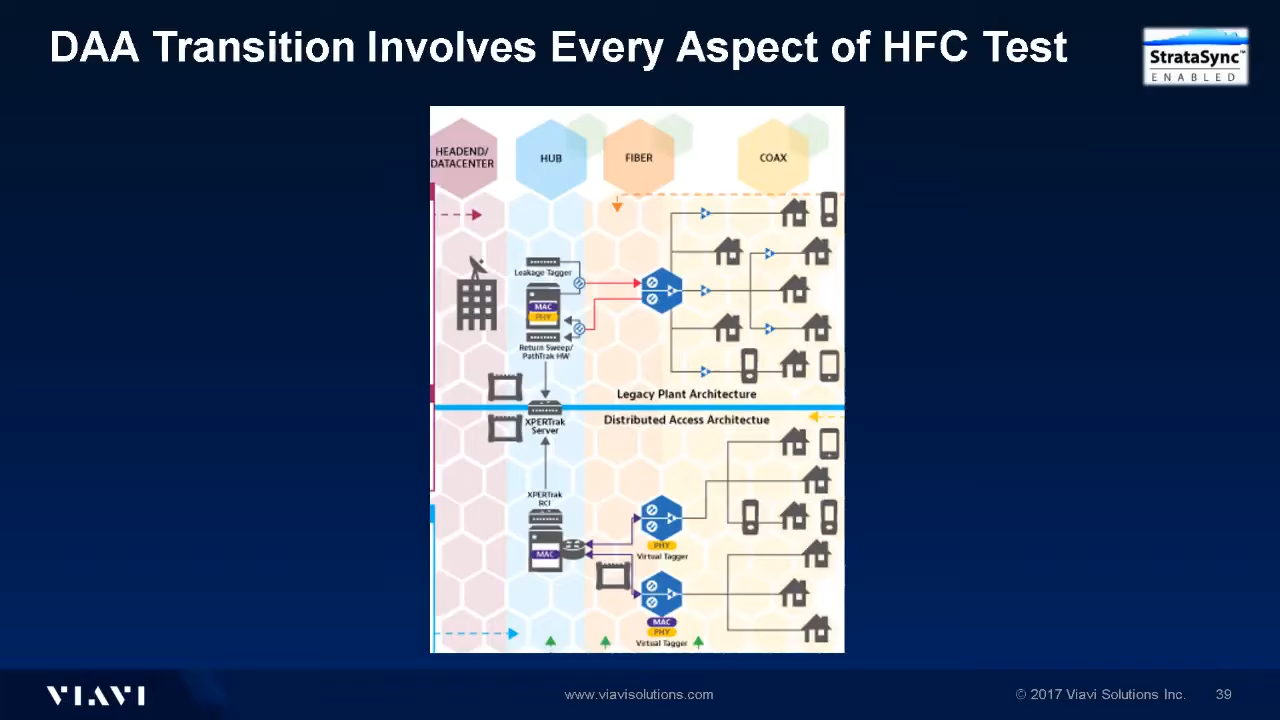 DAA Transition Involves Every Aspect of HFC Test
StrataSync™
ENABLED
HEADEND/
DATACENTER
HUB
FIBER
COAX
Leakage Tagger
MAC
PHY
Return Sweep/
PathTrak HW
Legacy Plant Architecture
Distributed Access Architectue
XPERTrak
Server
XPERTrak
RCI
MAC
PHY
Virtual Tagger
MAC
PHY
Virtual Tagger
VIAVI
www.viavisolutions.com
© 2017 Viavi Solutions Inc.
39